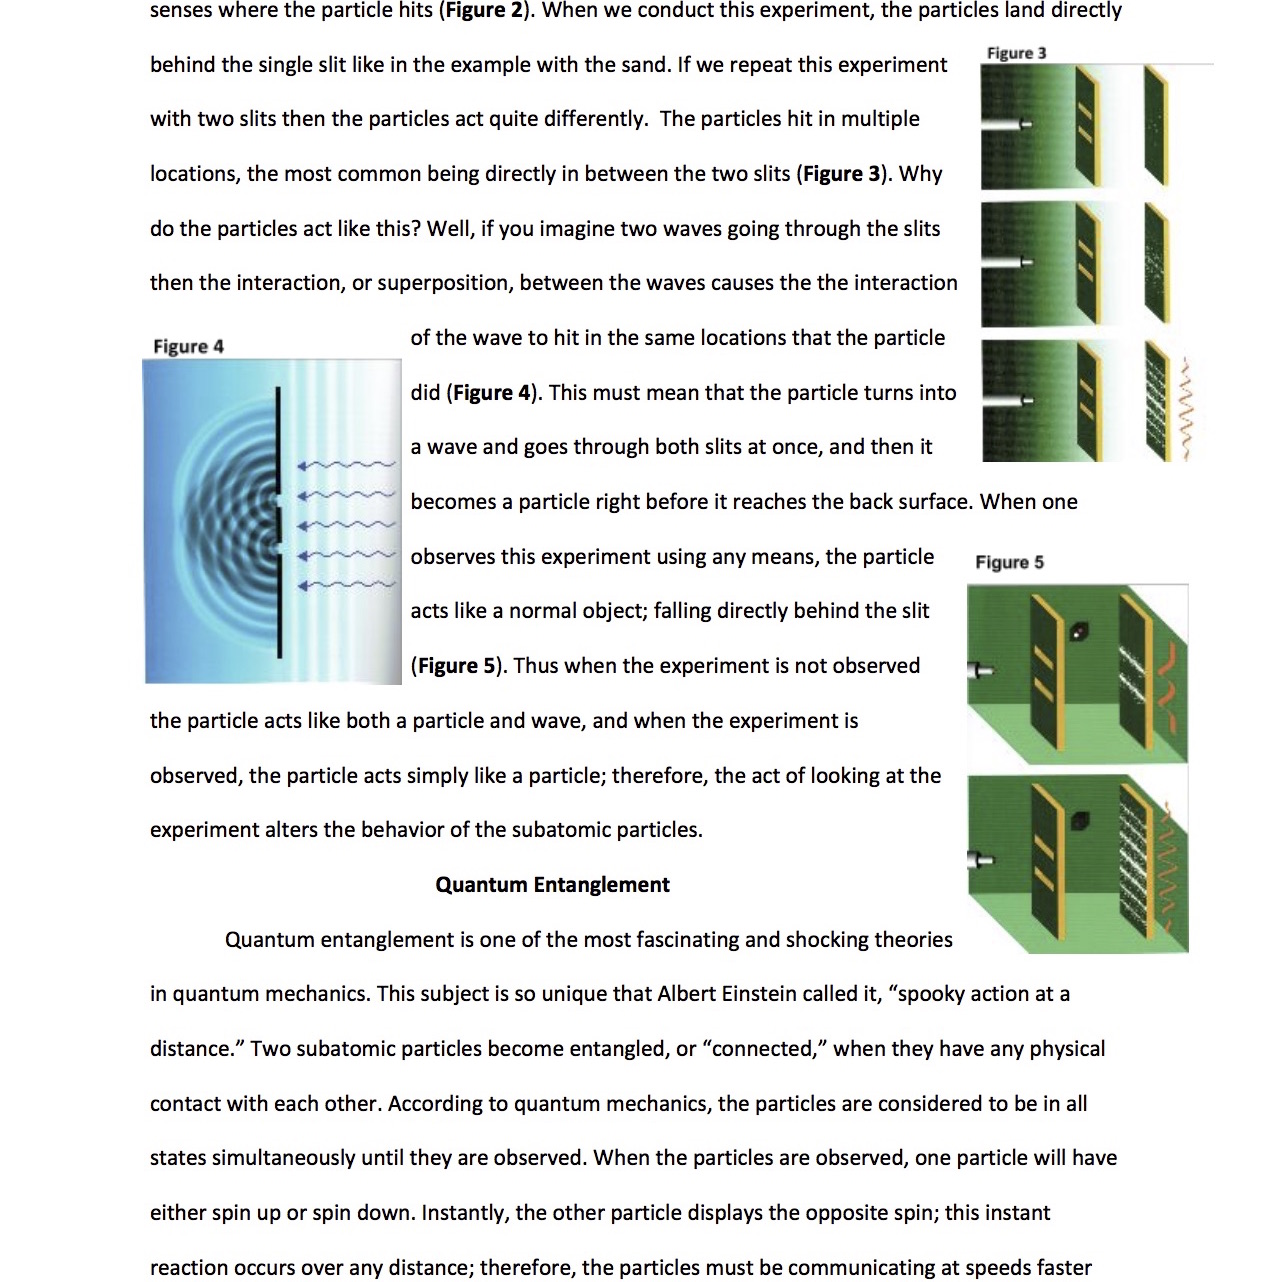 senses where the particle hits (Figure 2). When we conduct this experiment, the particles land directly
behind the single slit like in the example with the sand. If we repeat this experiment
Figure 3
with two slits then the particles act quite differently.  The particles hit in multiple
locations, the most common being directly in between the two slits (Figure 3). Why
do the particles act like this? Well, if you imagine two waves going through the slits
then the interaction, or superposition, between the waves causes the the interaction
Figure 4
of the wave to hit in the same locations that the particle
did (Figure 4). This must mean that the particle turns into
a wave and goes through both slits at once, and then it
becomes a particle right before it reaches the back surface. When one
observes this experiment using any means, the particle
Figure 5
acts like a normal object; falling directly behind the slit
(Figure 5). Thus when the experiment is not observed
the particle acts like both a particle and wave, and when the experiment is
observed, the particle acts simply like a particle; therefore, the act of looking at the
experiment alters the behavior of the subatomic particles.
Quantum Entanglement
Quantum entanglement is one of the most fascinating and shocking theories
in quantum mechanics. This subject is so unique that Albert Einstein called it, “spooky action at a
distance.” Two subatomic particles become entangled, or “connected,” when they have any physical
contact with each other. According to quantum mechanics, the particles are considered to be in all
states simultaneously until they are observed. When the particles are observed, one particle will have
either spin up or spin down. Instantly, the other particle displays the opposite spin; this instant
reaction occurs over any distance; therefore, the particles must be communicating at speeds faster